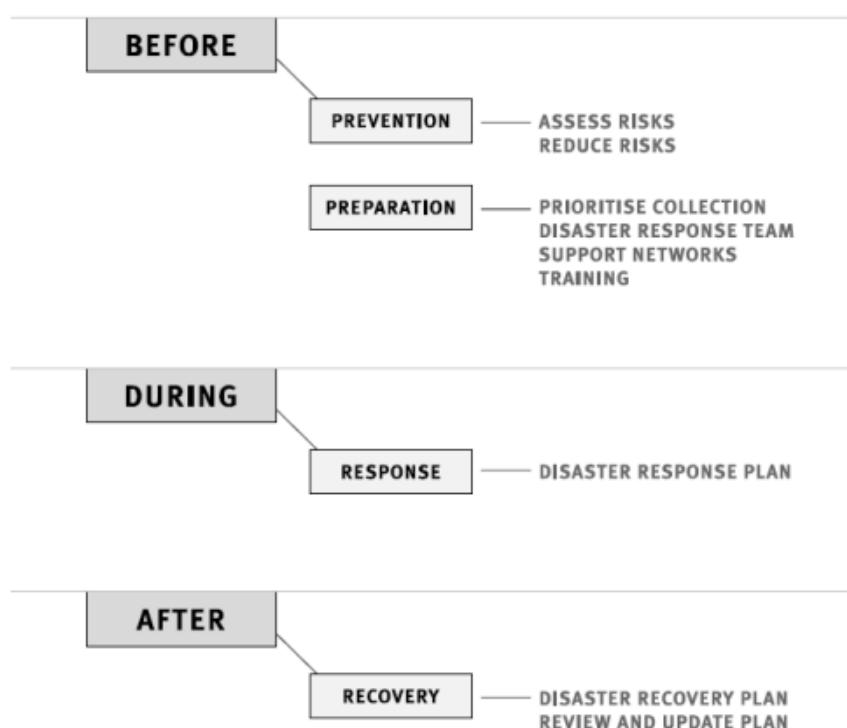 BEFORE
PREVENTION
ASSESS RISKS
REDUCE RISKS
PREPARATION
PRIORITISE COLLECTION
DISASTER RESPONSE TEAM
SUPPORT NETWORKS
TRAINING
DURING
RESPONSE
DISASTER RESPONSE PLAN
AFTER
RECOVERY
DISASTER RECOVERY PLAN
REVIEW AND UPDATE PLAN